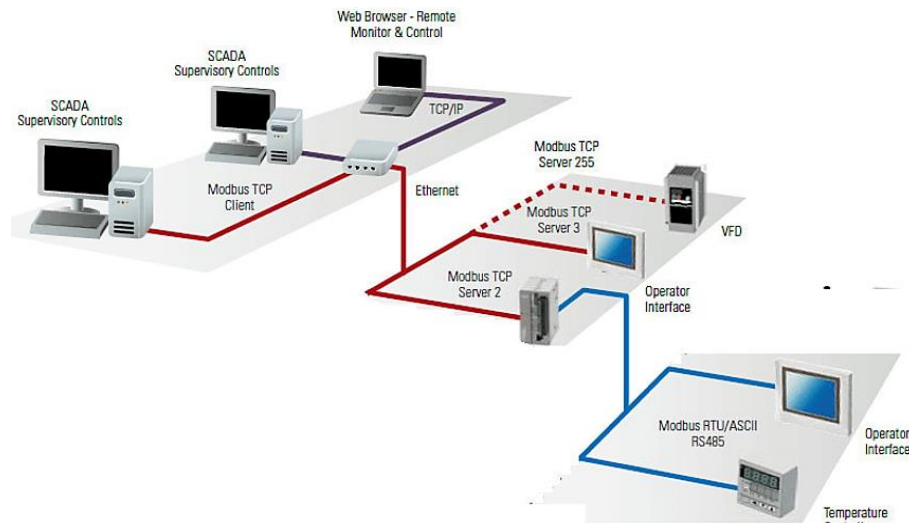 Web Browser - Remote
Monitor & Control
SCADA
Supervisory Controls
SCADA
Supervisory Controls
TCP/IP
Modbus TCP
Client
Ethernet
Modbus TCP
Server 255
Modbus TCP
Server 3
VFD
Modbus TCP
Server 2
Operator
Interface
Modbus RTU/ASCII
RS485
Operator
Interface
8888
Temperature